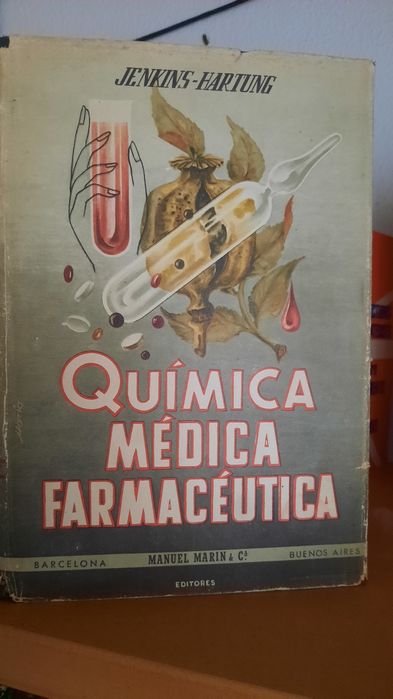 JENKINS-HARTUNG
QUÍMICA
MÉDICA
FARMACÉUTICA
BARCELONA MANUEL MARIN & Cª BUENOS AIRES
EDITORES